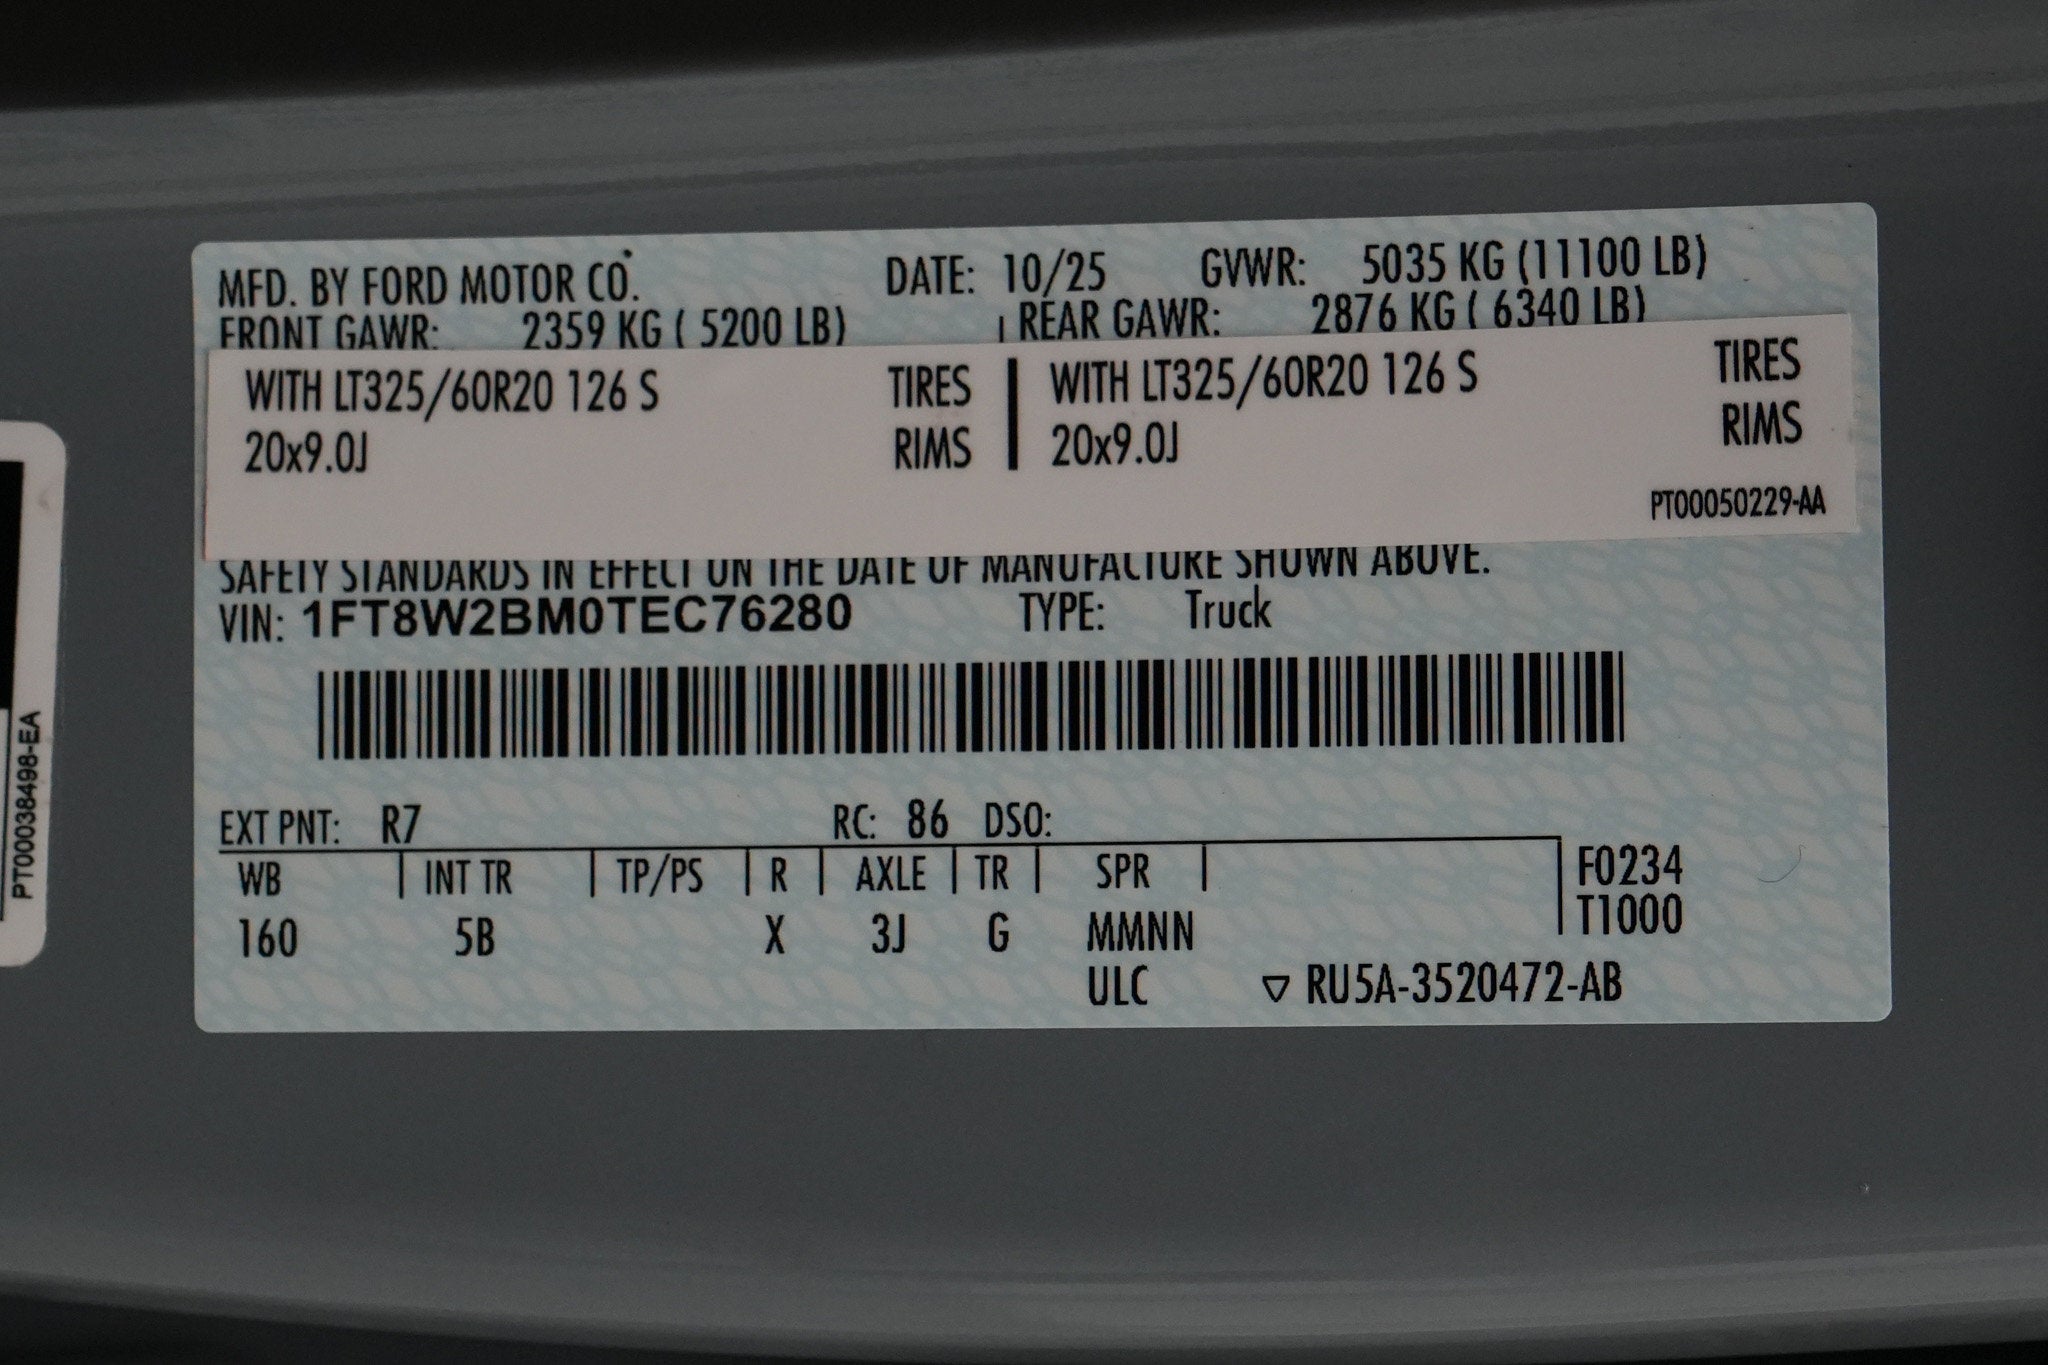 MFD. BY FORD MOTOR CO. DATE: 10/25 GVWR: 5035 KG (11100 LB)
FRONT GAWR: 2359 KG ( 5200 LB) REAR GAWR: 2876 KG ( 6340 LB)
WITH LT325/60R20 126 S TIRES WITH LT325/60R20 126 S TIRES
20x9.0J RIMS 20x9.0J RIMS
PT00050229-AA
SAFETY STANDARDS IN EFFECT ON THE DATE OF MANUFACTURE SHOWN ABOVE.
VIN: 1FT8W2BM0TEC76280 TYPE: Truck
EXT PNT: R7 RC: 86 DSO:
WB INT TR TP/PS R AXLE TR SPR F0234
160 5B X 3J G MMNN T1000
ULC ▽ RU5A-3520472-AB
PT00038498-EA